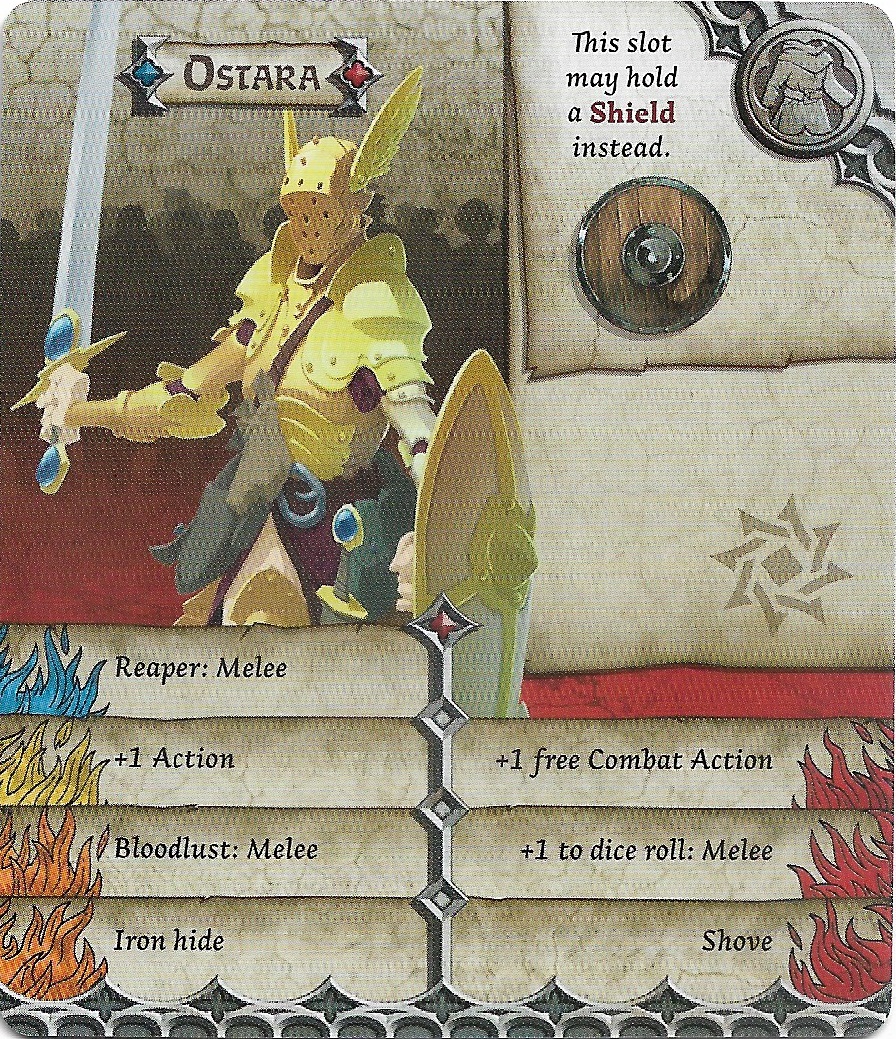 Ostara
This slot
may hold
a Shield
instead.
Reaper: Melee
+1 Action
+1 free Combat Action
Bloodlust: Melee
+1 to dice roll: Melee
Iron hide
Shove